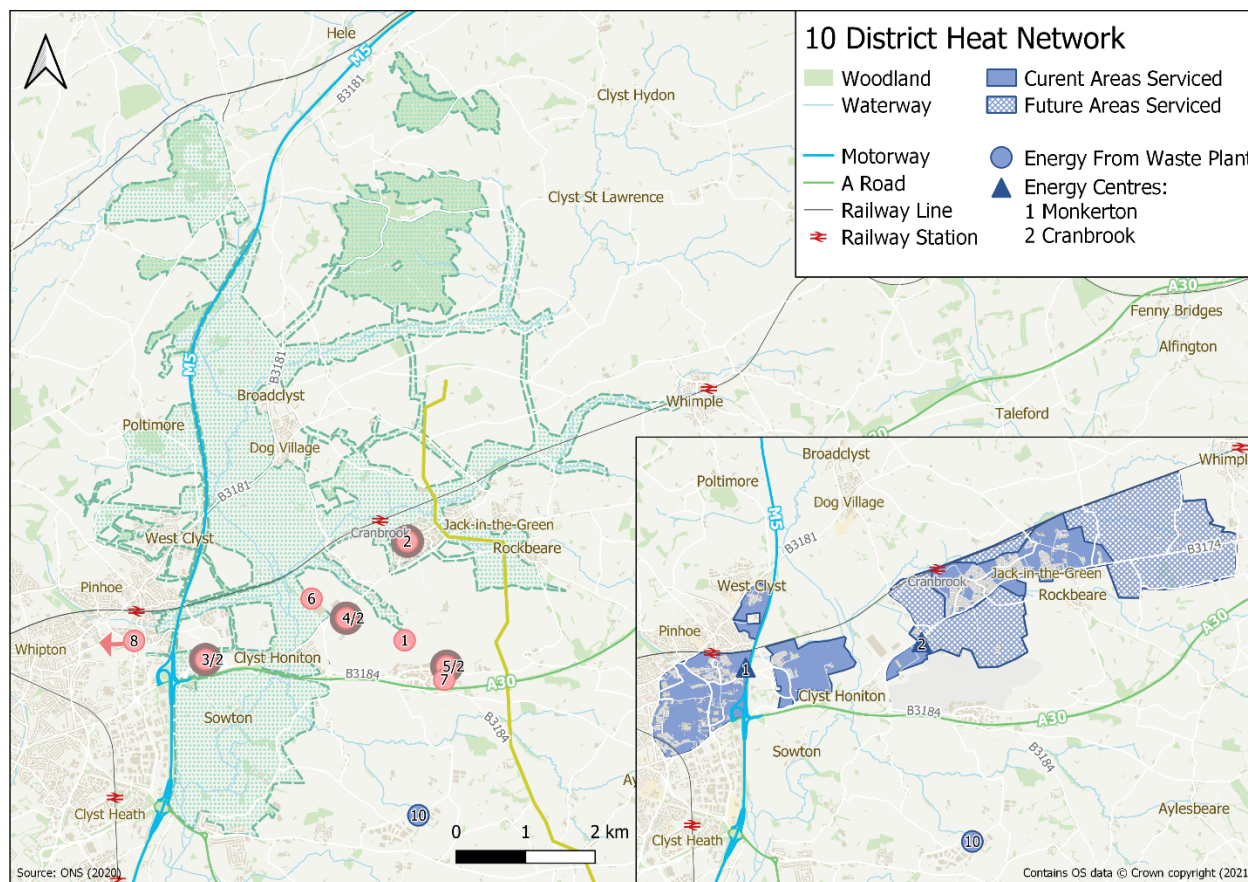 10 District Heat Network
Woodland
Waterway
Motorway
A Road
Railway Line
Railway Station
Curent Areas Serviced
Future Areas Serviced
Energy From Waste Plant
Energy Centres:
1 Monkerton
2 Cranbrook
Hele
M5
B3181
Clyst Hydon
Clyst St Lawrence
A30
Fenny Bridges
Alfington
B3181
M5
Broadclyst
Whimple
Taleford
A30
Poltimore
Dog Village
B3181
Cranbrook
Jack-in-the-Green
2
Rockbeare
West Clyst
Pinhoe
6
4/2
1
8
Whipton
3/2
Clyst Honiton
5/2
7
B3184
A30
Sowton
B3184
Ay
Clyst Heath
10
0 1 2 km
Source: ONS (2020)
Broadclyst
Whimple
Poltimore
Dog Village
M5
B3181
B3174
West Clyst
Cranbrook
Jack-in-the-Green
Rockbeare
Pinhoe
2
1
Clyst Honiton
B3184
A30
Sowton
B3184
Aylesbeare
Clyst Heath
10
Contains OS data © Crown copyright (2021